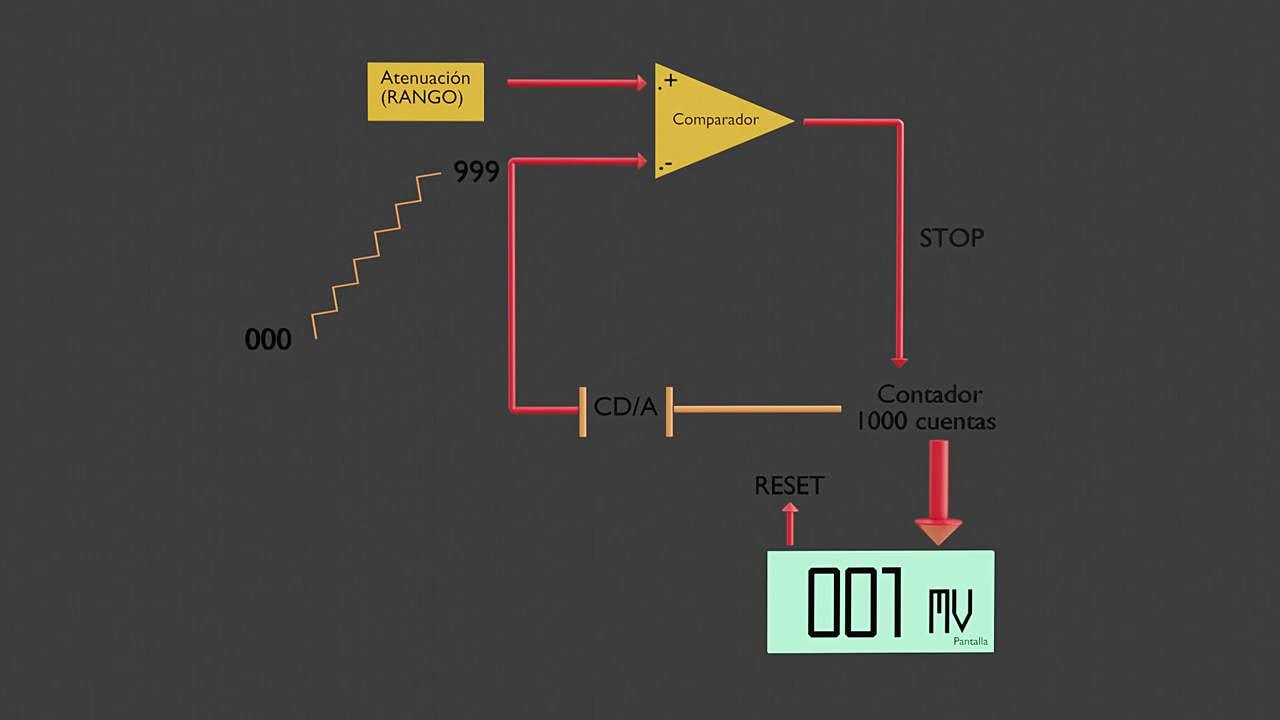 Atenuación
(RANGO)
+
Comparador
-
999
000
STOP
CD/A
Contador
1000 cuentas
RESET
001 mV
Pantalla